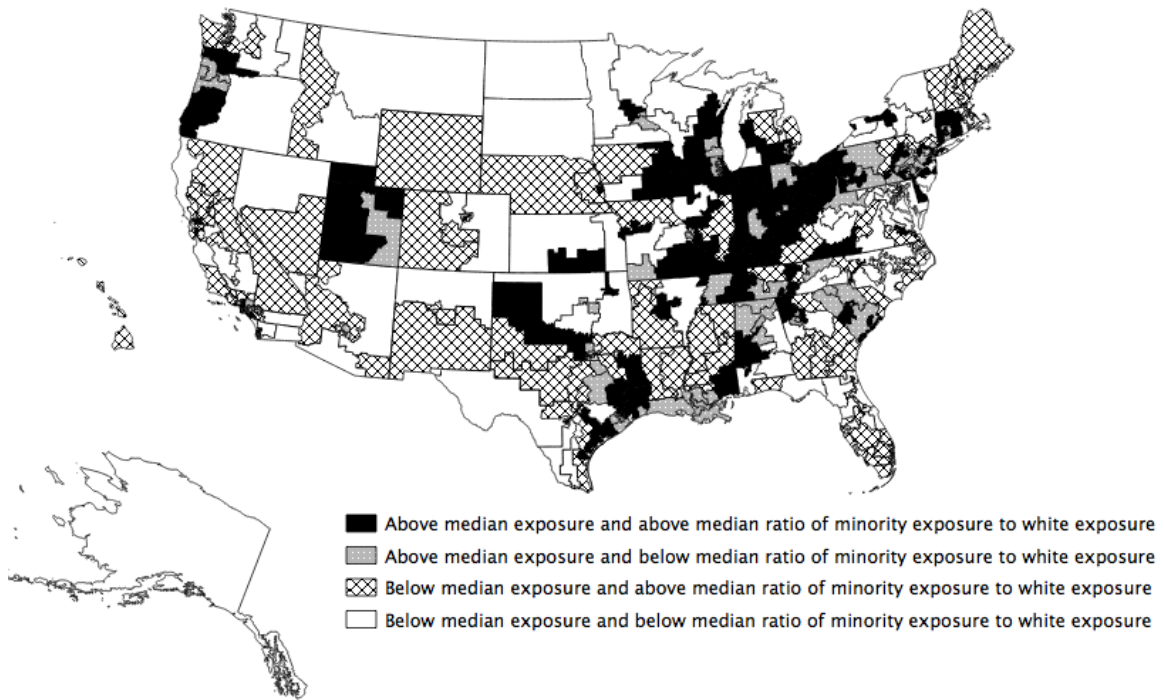 Above median exposure and above median ratio of minority exposure to white exposure
Above median exposure and below median ratio of minority exposure to white exposure
Below median exposure and above median ratio of minority exposure to white exposure
Below median exposure and below median ratio of minority exposure to white exposure